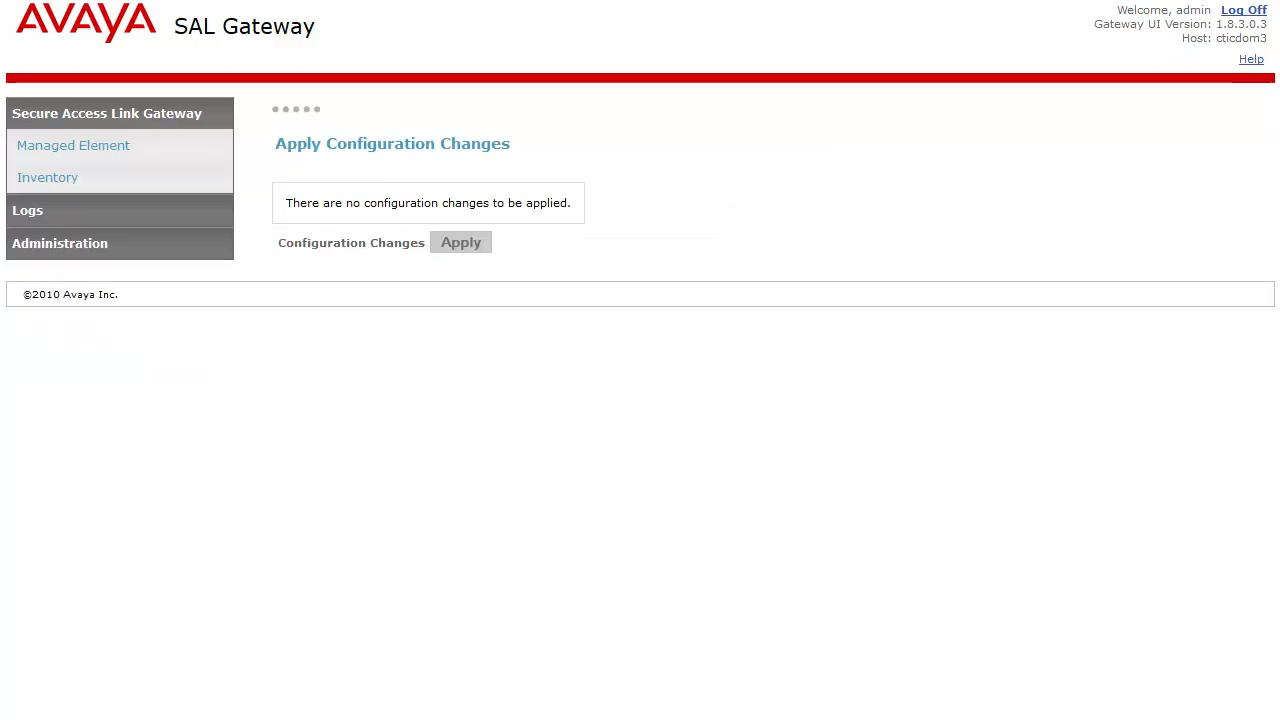 AVAYA
SAL Gateway
Welcome, admin Log Off
Gateway UI Version: 1.8.3.0.3
Host: cticdom3
Help
Secure Access Link Gateway
Managed Element
Inventory
Logs
Administration
Apply Configuration Changes
There are no configuration changes to be applied.
Configuration Changes Apply
©2010 Avaya Inc.